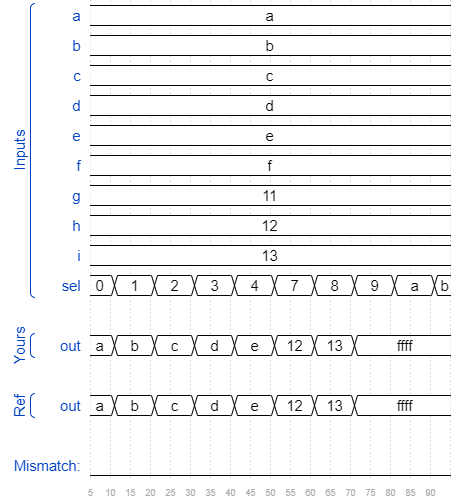 Inputs
a a
b b
c c
d d
e e
f f
g 11
h 12
i 13
sel 0 1 2 3 4 7 8 9 a b
Yours
out a b c d e 12 13 ffff
Ref
out a b c d e 12 13 ffff
Mismatch:
5 10 15 20 25 30 35 40 45 50 55 60 65 70 75 80 85 90